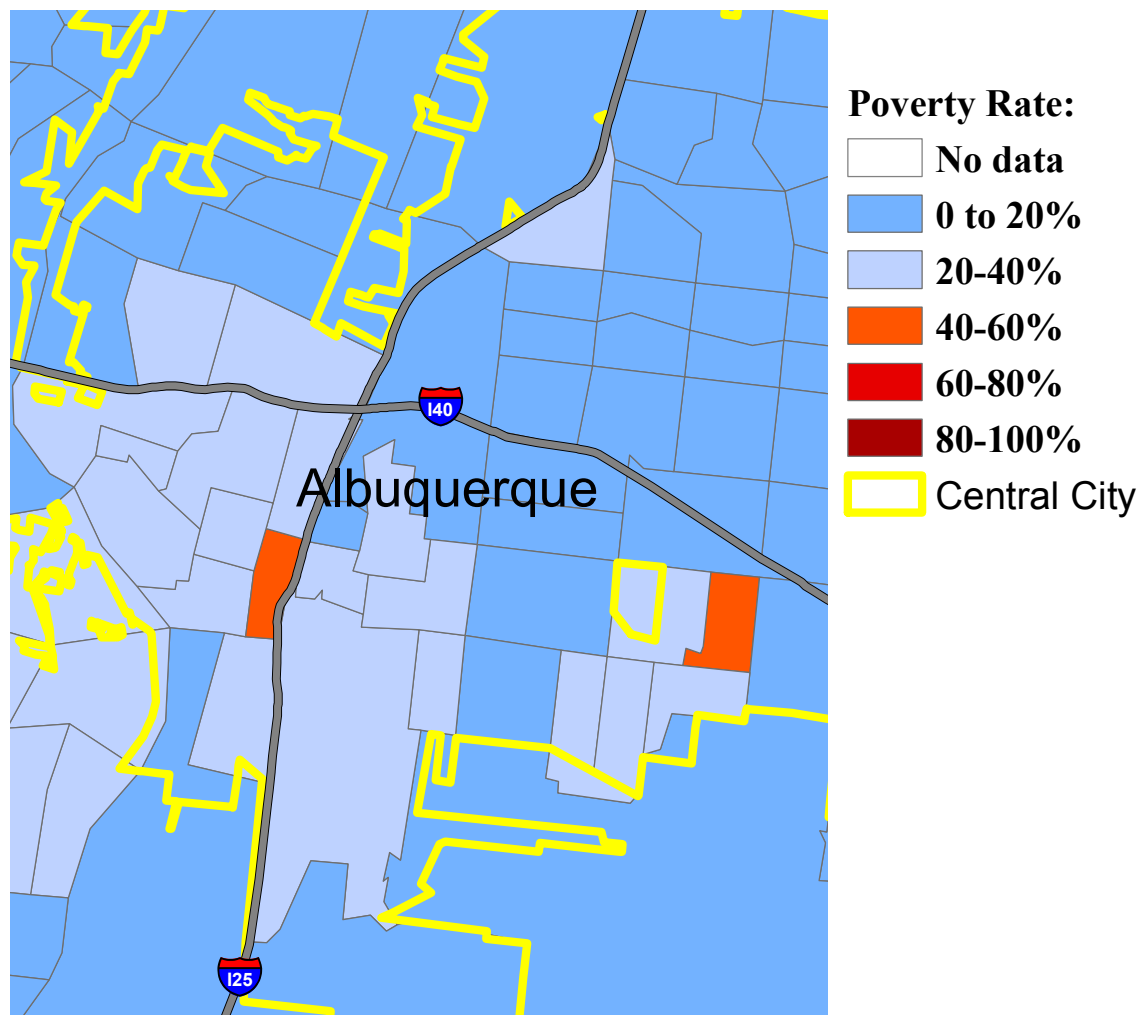 Poverty Rate:
No data
0 to 20%
20-40%
40-60%
60-80%
80-100%
Central City
I40
Albuquerque
I25